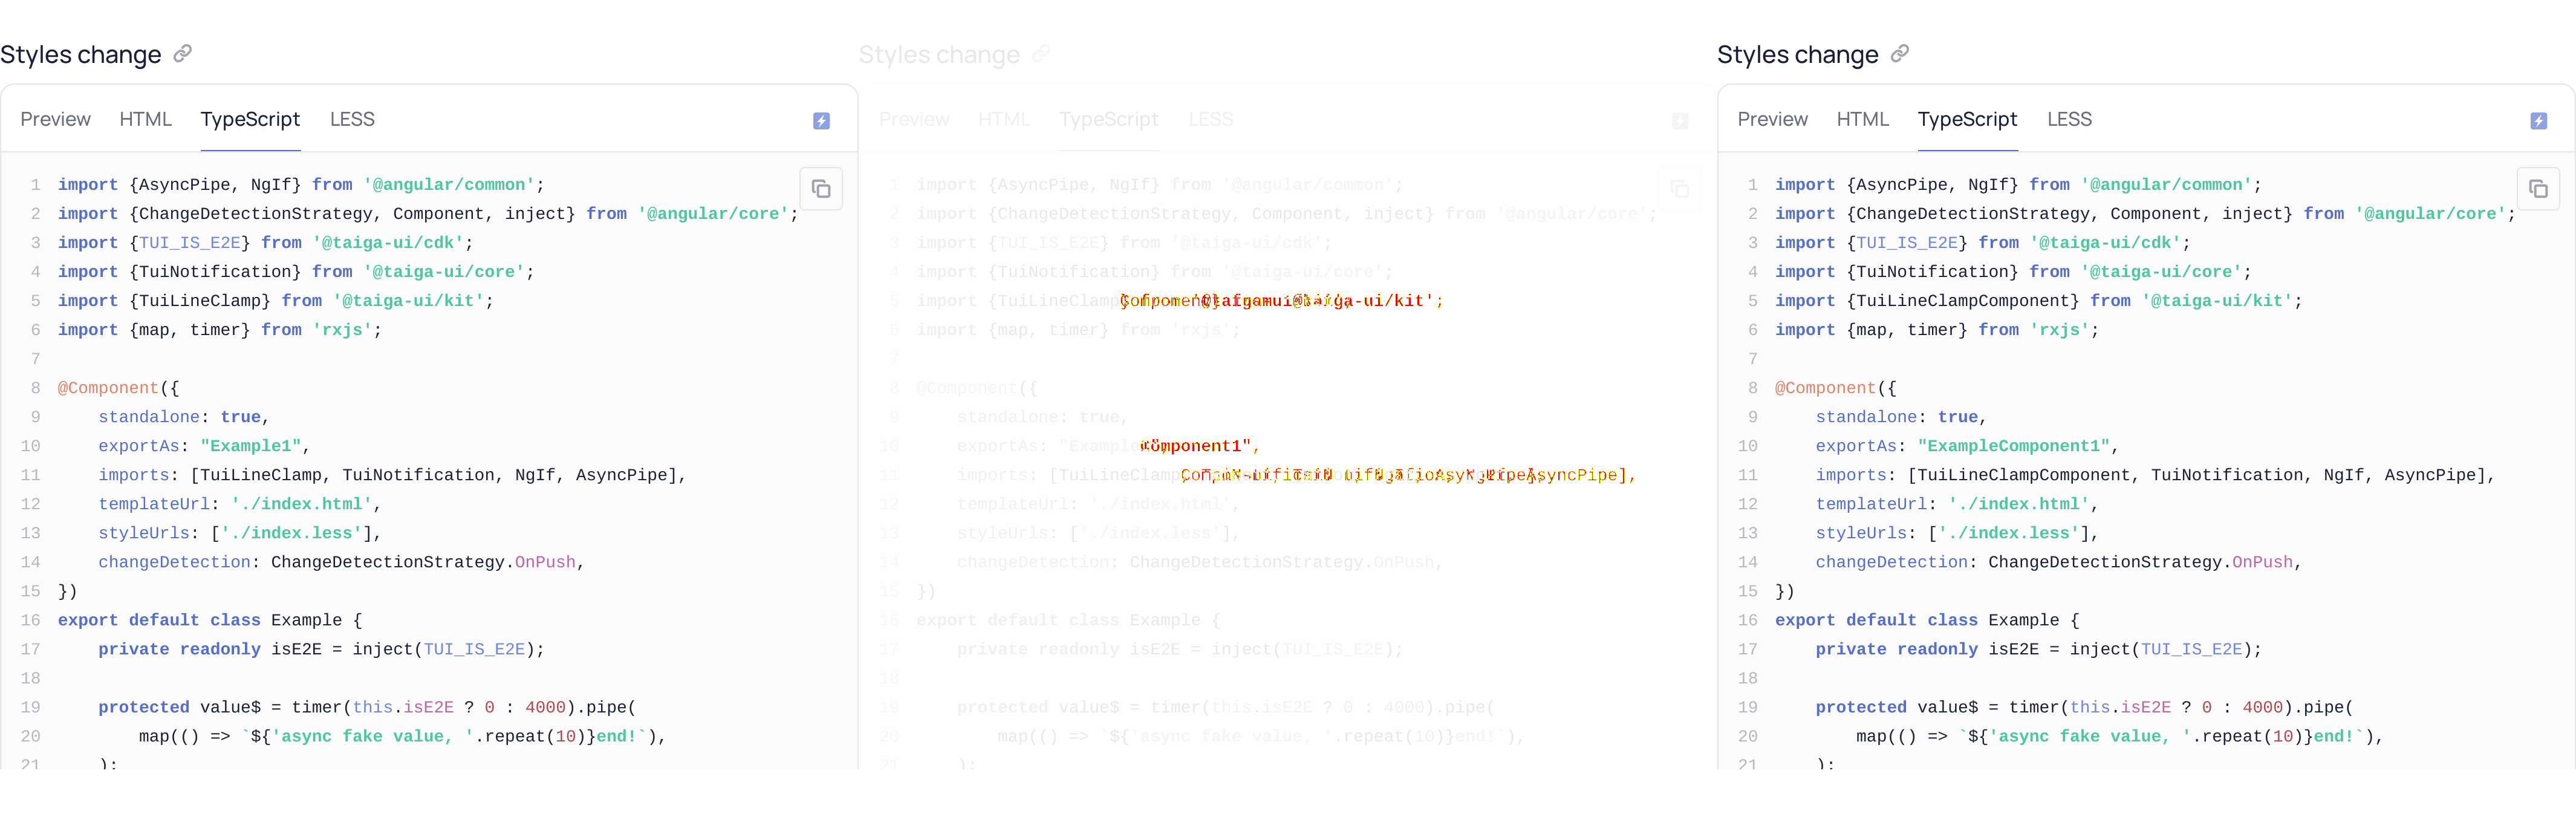 Styles change
Preview HTML TypeScript LESS
1 import {AsyncPipe, NgIf} from '@angular/common';
2 import {ChangeDetectionStrategy, Component, inject} from '@angular/core';
3 import {TUI_IS_E2E} from '@taiga-ui/cdk';
4 import {TuiNotification} from '@taiga-ui/core';
5 import {TuiLineClamp} from '@taiga-ui/kit';
6 import {map, timer} from 'rxjs';
7
8 @Component({
9 standalone: true,
10 exportAs: "Example1",
11 imports: [TuiLineClamp, TuiNotification, NgIf, AsyncPipe],
12 templateUrl: './index.html',
13 styleUrls: ['./index.less'],
14 changeDetection: ChangeDetectionStrategy.OnPush,
15 })
16 export default class Example {
17 private readonly isE2E = inject(TUI_IS_E2E);
18
19 protected value$ = timer(this.isE2E ? 0 : 4000).pipe(
20 map(() => `${'async fake value, '.repeat(10)}end!`),
21 );
Styles change
Preview HTML TypeScript LESS
1 import {AsyncPipe, NgIf} from '@angular/common';
2 import {ChangeDetectionStrategy, Component, inject} from '@angular/core';
3 import {TUI_IS_E2E} from '@taiga-ui/cdk';
4 import {TuiNotification} from '@taiga-ui/core';
5 import {TuiLineClamp
6 import {map, timer} from 'rxjs';
7
8 @Component({
9 standalone: true,
10 exportAs: "Example
11 imports: [TuiLineClamp
12 templateUrl: './index.html',
13 styleUrls: ['./index.less'],
14 changeDetection: ChangeDetectionStrategy.OnPush,
15 })
16 export default class Example {
17 private readonly isE2E = inject(TUI_IS_E2E);
18
19 protected value$ = timer(this.isE2E ? 0 : 4000).pipe(
20 map(() => `${'async fake value, '.repeat(10)}end!`),
21 );
Styles change
Preview HTML TypeScript LESS
1 import {AsyncPipe, NgIf} from '@angular/common';
2 import {ChangeDetectionStrategy, Component, inject} from '@angular/core';
3 import {TUI_IS_E2E} from '@taiga-ui/cdk';
4 import {TuiNotification} from '@taiga-ui/core';
5 import {TuiLineClampComponent} from '@taiga-ui/kit';
6 import {map, timer} from 'rxjs';
7
8 @Component({
9 standalone: true,
10 exportAs: "ExampleComponent1",
11 imports: [TuiLineClampComponent, TuiNotification, NgIf, AsyncPipe],
12 templateUrl: './index.html',
13 styleUrls: ['./index.less'],
14 changeDetection: ChangeDetectionStrategy.OnPush,
15 })
16 export default class Example {
17 private readonly isE2E = inject(TUI_IS_E2E);
18
19 protected value$ = timer(this.isE2E ? 0 : 4000).pipe(
20 map(() => `${'async fake value, '.repeat(10)}end!`),
21 );